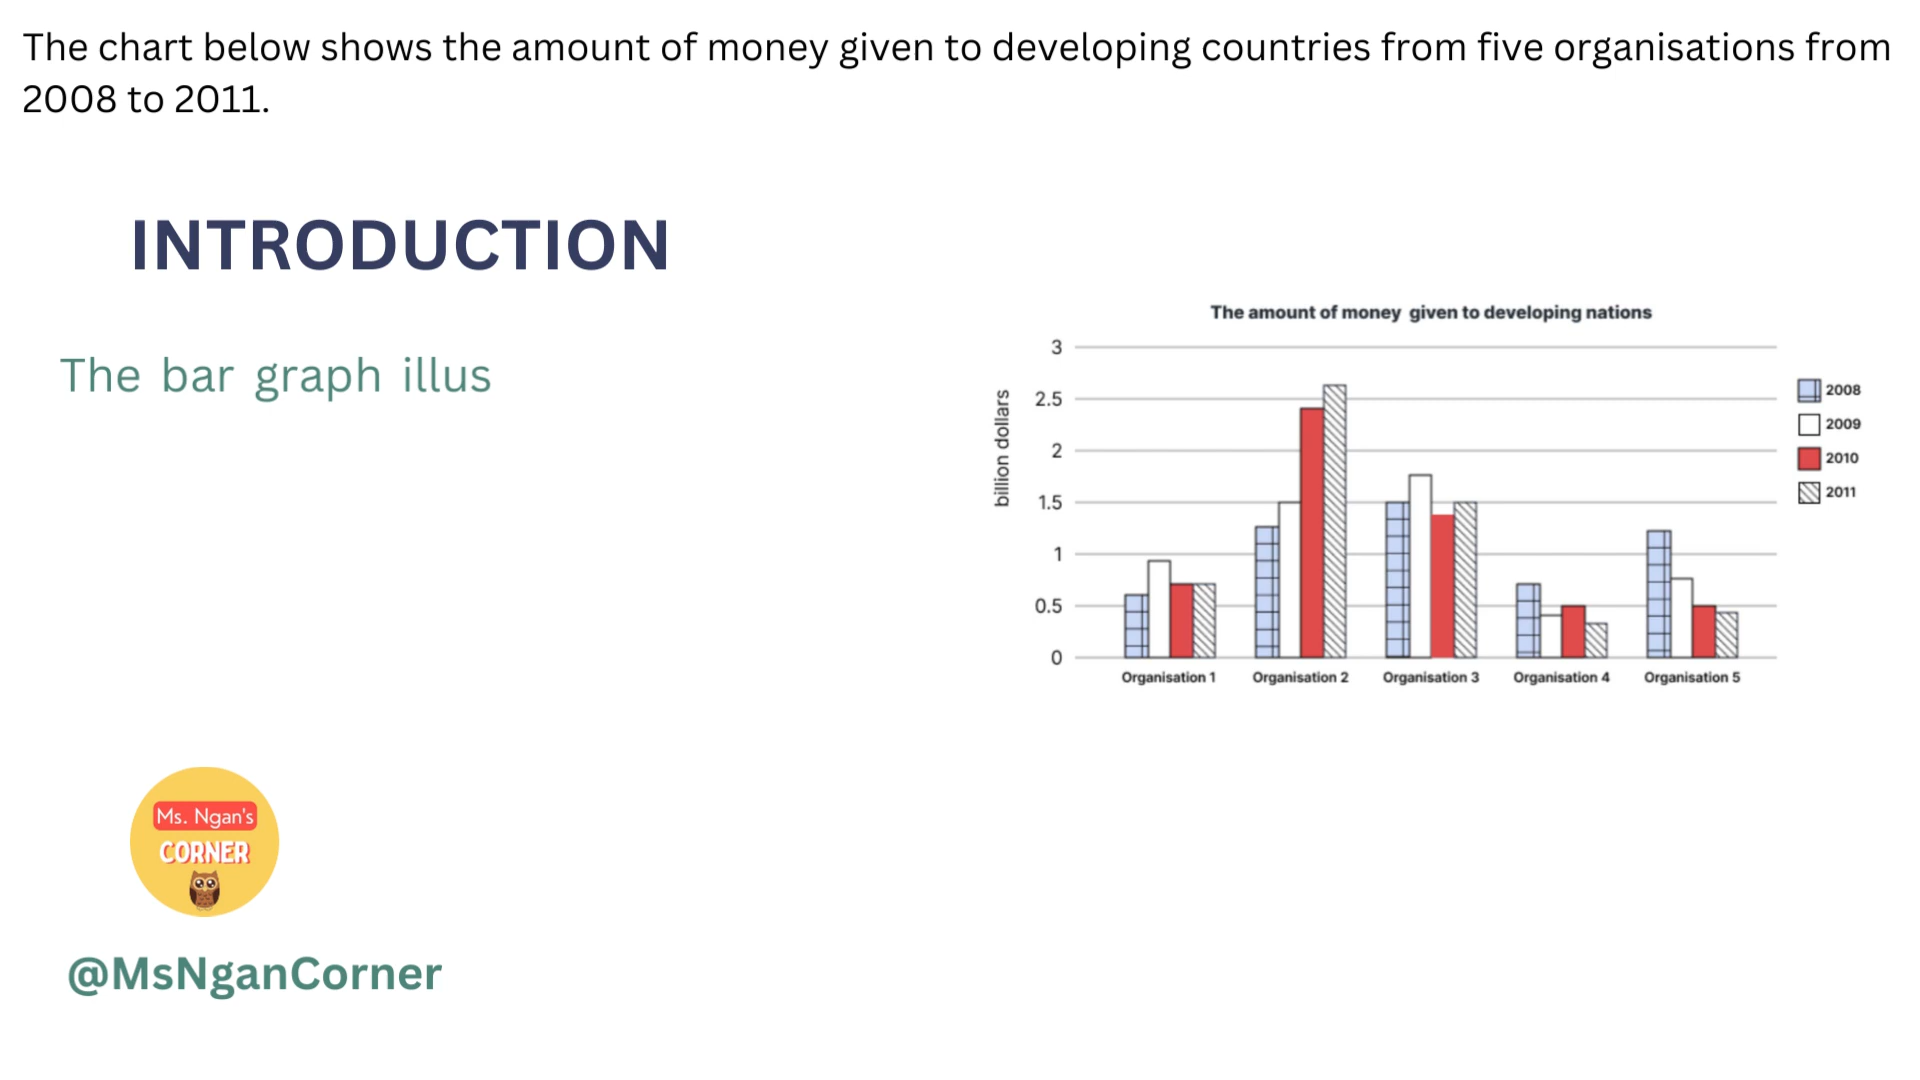 The chart below shows the amount of money given to developing countries from five organisations from
2008 to 2011.
INTRODUCTION
The bar graph illus
The amount of money given to developing nations
billion dollars
3
2.5
2
1.5
1
0.5
0
Organisation 1
Organisation 2
Organisation 3
Organisation 4
Organisation 5
2008
2009
2010
2011
Ms. Ngan's
CORNER
@MsNganCorner